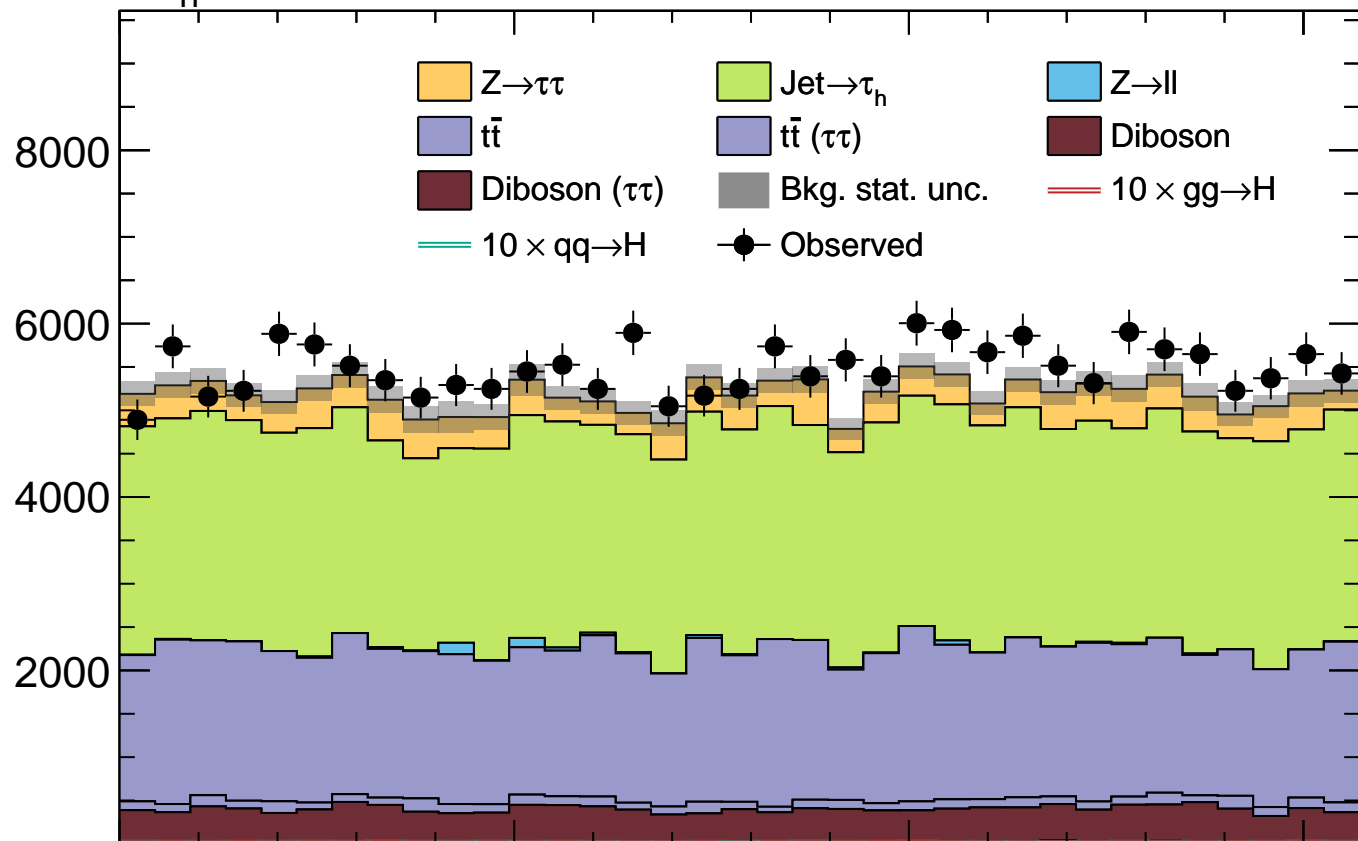 Z→ττ Jet→τh Z→ll
tt̄ tt̄ (ττ) Diboson
Diboson (ττ) Bkg. stat. unc. 10 × gg→H
10 × qq→H Observed
8000
6000
4000
2000